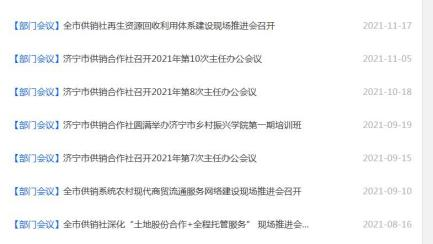 【部门会议】全市供销社再生资源回收利用体系建设现场推进会召开 2021-11-17
【部门会议】济宁市供销合作社召开2021年第10次主任办公会议 2021-11-05
【部门会议】济宁市供销合作社召开2021年第8次主任办公会议 2021-10-18
【部门会议】济宁市供销合作社圆满举办济宁市乡村振兴学院第一期培训班 2021-09-19
【部门会议】济宁市供销合作社召开2021年第7次主任办公会议 2021-09-15
【部门会议】全市供销系统农村现代商贸流通服务网络建设现场推进会召开 2021-09-10
【部门会议】全市供销社深化“土地股份合作+全程托管服务” 现场推进会... 2021-08-16